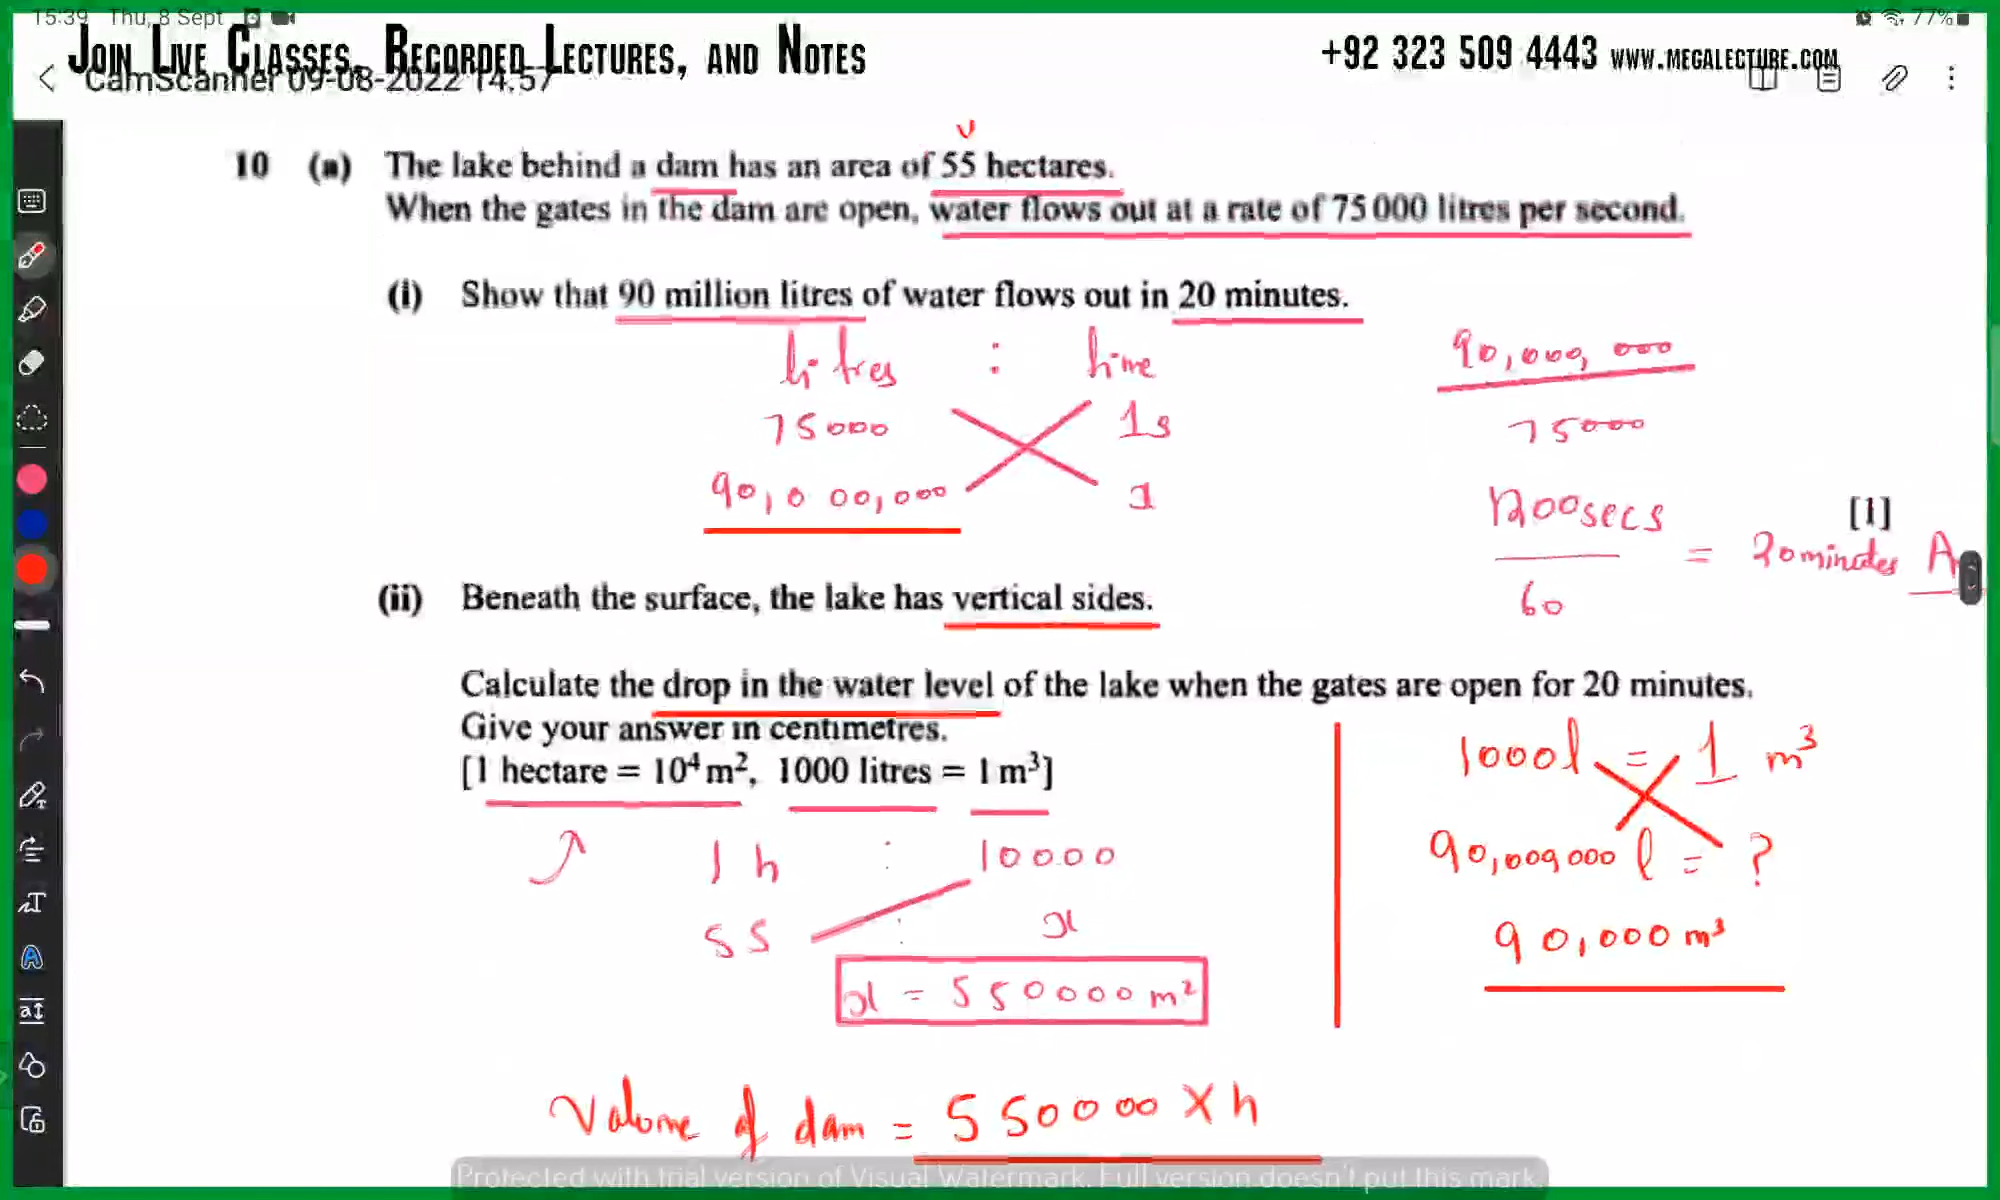 15:39 Thu, 8 Sept
77%
Join Live Classes, Recorded Lectures, and Notes
+92 323 509 4443 www.megalecture.com
CamScanner 09-08-2022 14.57
10 (a) The lake behind a dam has an area of 55 hectares.
When the gates in the dam are open, water flows out at a rate of 75 000 litres per second.
(i) Show that 90 million litres of water flows out in 20 minutes.
litres : time
90,000,000
75000 1s
75000
90,000,000 x
1200secs
[1]
60
= 20 minutes A
(ii) Beneath the surface, the lake has vertical sides.
Calculate the drop in the water level of the lake when the gates are open for 20 minutes.
Give your answer in centimetres.
[1 hectare = 10⁴ m², 1000 litres = 1 m³]
1000l = 1 m³
1 h : 10000
90,000,000 l = ?
55 : x
90,000 m³
x = 550000 m²
Volume of dam = 550000 x h
Protected with trial version of Visual Watermark. Full version doesn't put this mark.